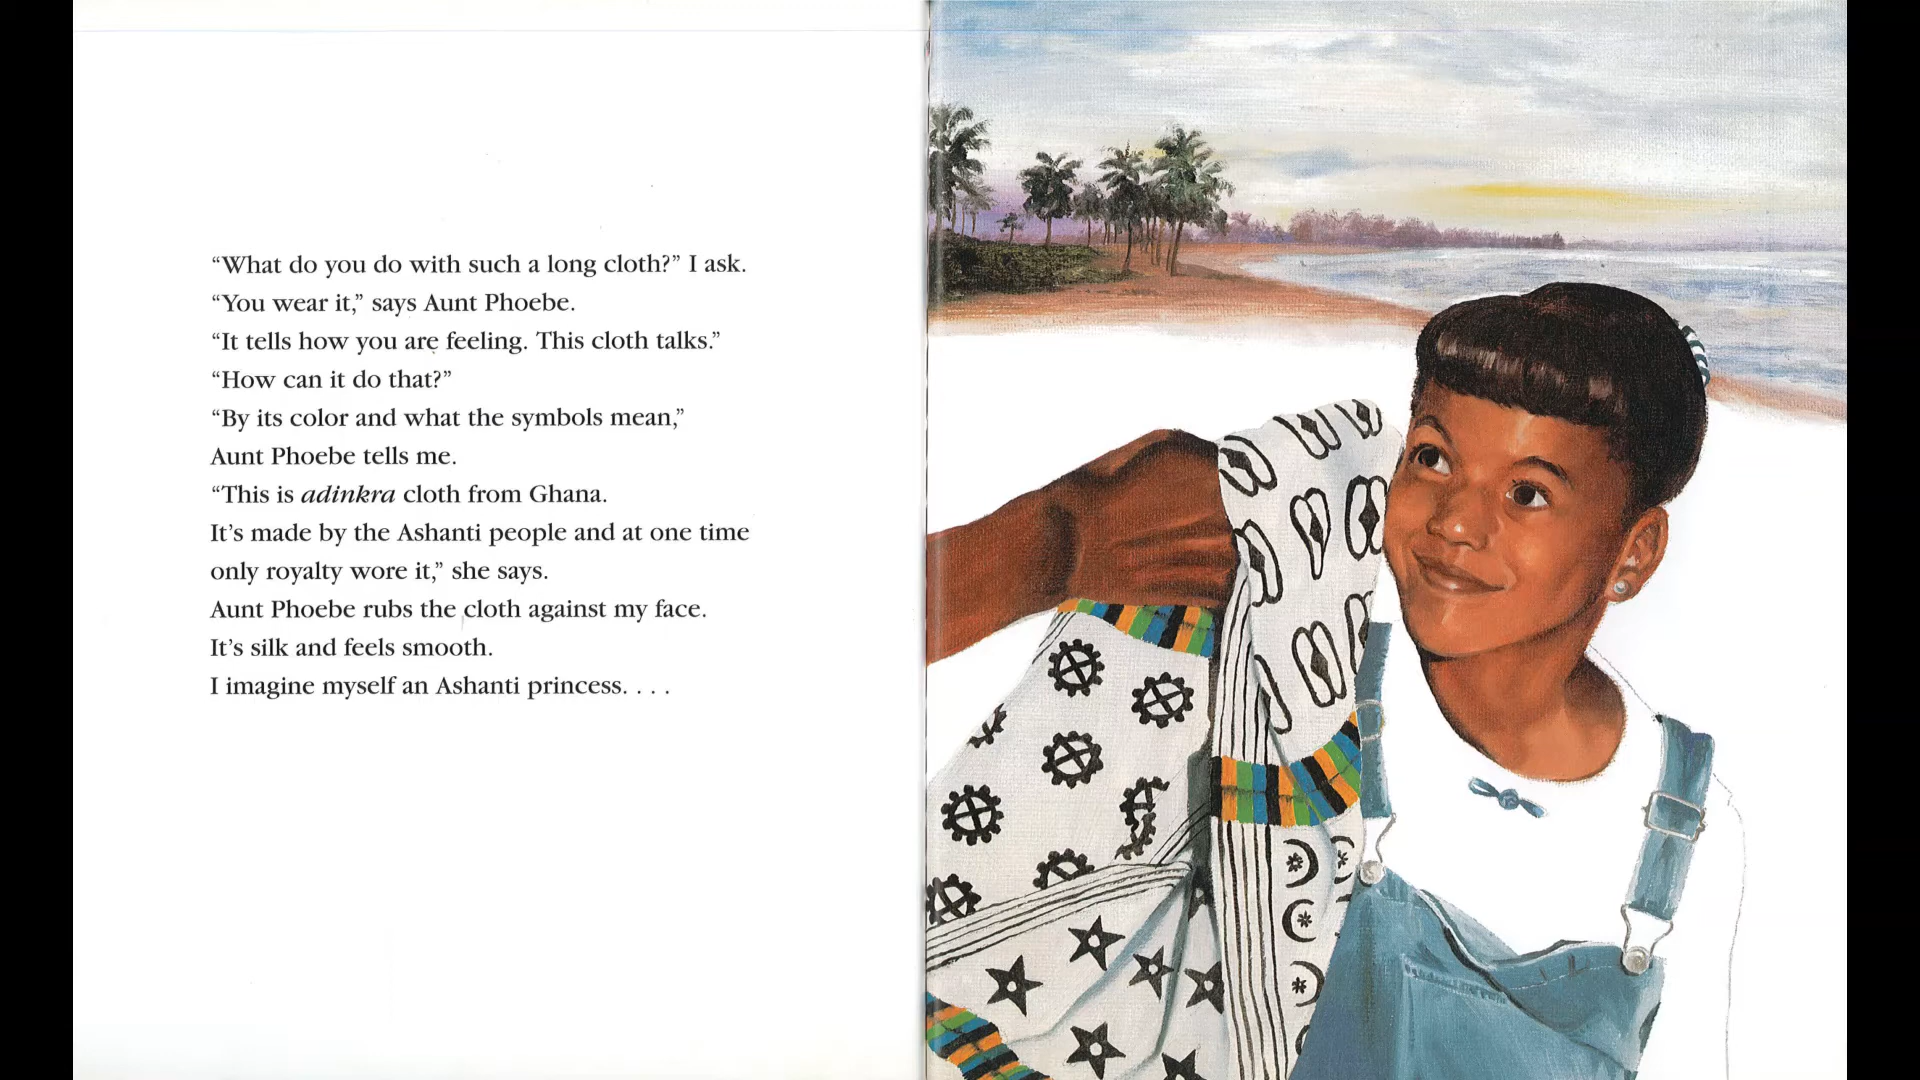 “What do you do with such a long cloth?” I ask.
“You wear it,” says Aunt Phoebe.
“It tells how you are feeling. This cloth talks.”
“How can it do that?”
“By its color and what the symbols mean,”
Aunt Phoebe tells me.
“This is adinkra cloth from Ghana.
It’s made by the Ashanti people and at one time
only royalty wore it,” she says.
Aunt Phoebe rubs the cloth against my face.
It’s silk and feels smooth.
I imagine myself an Ashanti princess. . . .